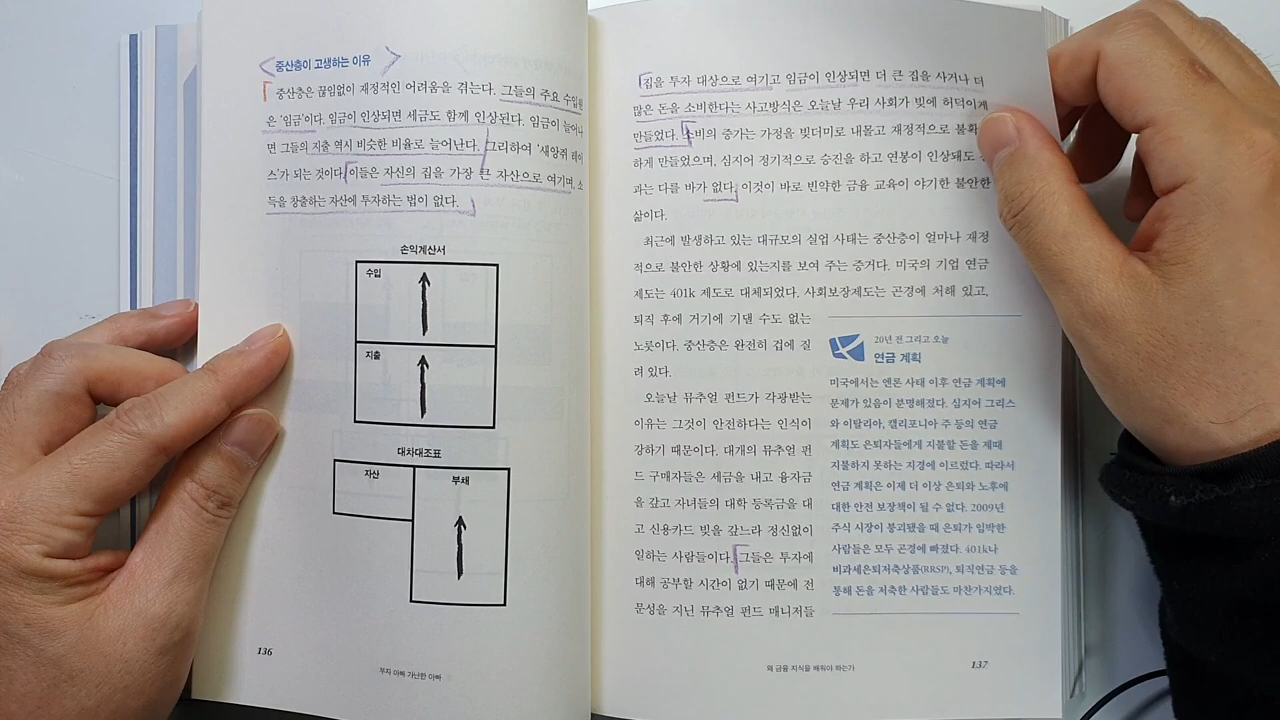 중산층이 고생하는 이유
중산층은 끊임없이 재정적인 어려움을 겪는다. 그들의 주요 수입원
은 '임금'이다. 임금이 인상되면 세금도 함께 인상된다. 임금이 늘어나
면 그들의 지출 역시 비슷한 비율로 늘어난다. 그리하여 '새앙쥐 레이
스'가 되는 것이다. 이들은 자신의 집을 가장 큰 자산으로 여기며, 소
득을 창출하는 자산에 투자하는 법이 없다.
손익계산서
수입
지출
대차대조표
자산
부채
136
부자 아빠 가난한 아빠
집을 투자 대상으로 여기고 임금이 인상되면 더 큰 집을 사거나 더
많은 돈을 소비한다는 사고방식은 오늘날 우리 사회가 빚에 허덕이게
만들었다. 소비의 증가는 가정을 빚더미로 내몰고 재정적으로
하게 만들었으며, 심지어 정기적으로 승진을 하고 연봉이 인상돼도
과는 다를 바가 없다. 이것이 바로 빈약한 금융 교육이 야기한 불안한
삶이다.
최근에 발생하고 있는 대규모의 실업 사태는 중산층이 얼마나 재정
적으로 불안한 상황에 있는지를 보여 주는 증거다. 미국의 기업 연금
제도는 401k 제도로 대체되었다. 사회보장제도는 곤경에 처해 있고,
퇴직 후에 거기에 기댈 수도 없는
노릇이다. 중산층은 완전히 겁에 질
려 있다.
오늘날 뮤추얼 펀드가 각광받는
이유는 그것이 안전하다는 인식이
강하기 때문이다. 대개의 뮤추얼 펀
드 구매자들은 세금을 내고 융자금
을 갚고 자녀들의 대학 등록금을 대
고 신용카드 빚을 갚느라 정신없이
일하는 사람들이다. 그들은 투자에
대해 공부할 시간이 없기 때문에 전
문성을 지닌 뮤추얼 펀드 매니저들
20년 전 그리고 오늘
연금 계획
미국에서는 엔론 사태 이후 연금 계획에
문제가 있음이 분명해졌다. 심지어 그리스
와 이탈리아, 캘리포니아 주 등의 연금
계획도 은퇴자들에게 지불할 돈을 제때
지불하지 못하는 지경에 이르렀다. 따라서
연금 계획은 이제 더 이상 은퇴와 노후에
대한 안전 보장책이 될 수 없다. 2009년
주식 시장이 붕괴됐을 때 은퇴가 임박한
사람들은 모두 곤경에 빠졌다. 401k나
비과세은퇴저축상품(RRSP), 퇴직연금 등을
통해 돈을 저축한 사람들도 마찬가지였다.
왜 금융 지식을 배워야 하는가
137